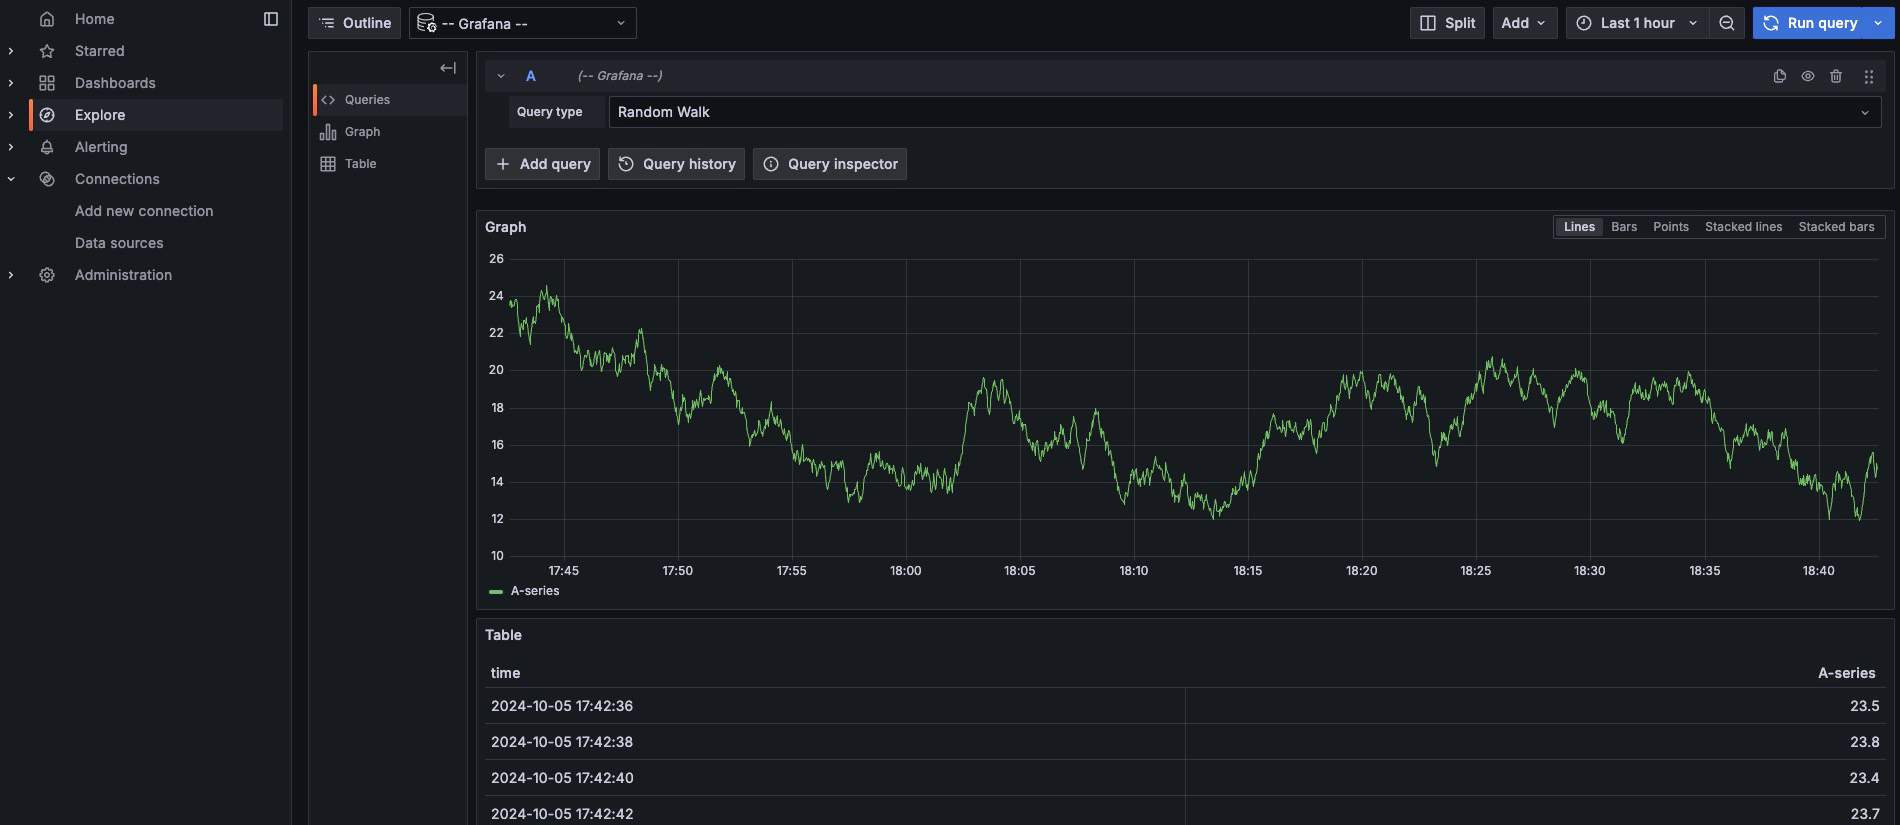 Home
Starred
Dashboards
Explore
Alerting
Connections
Add new connection
Data sources
Administration
Outline
-- Grafana --
Split
Add
Last 1 hour
Run query
Queries
Graph
Table
A (-- Grafana --)
Query type Random Walk
Add query Query history Query inspector
Graph
Lines Bars Points Stacked lines Stacked bars
26
24
22
20
18
16
14
12
10
17:45 17:50 17:55 18:00 18:05 18:10 18:15 18:20 18:25 18:30 18:35 18:40
A-series
Table
time A-series
2024-10-05 17:42:36 23.5
2024-10-05 17:42:38 23.8
2024-10-05 17:42:40 23.4
2024-10-05 17:42:42 23.7